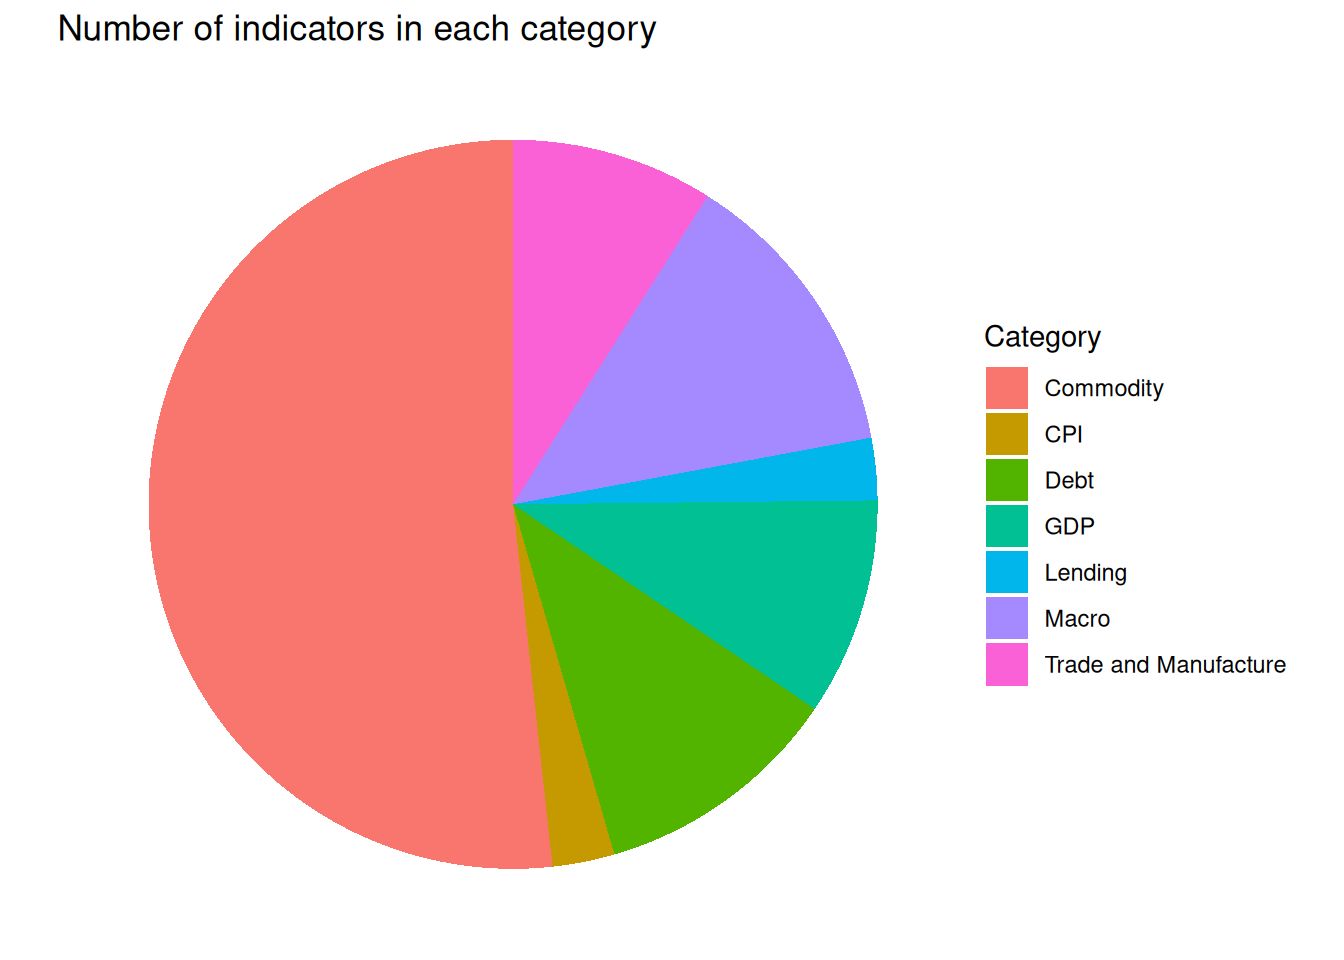 Number of indicators in each category
Category
Commodity
CPI
Debt
GDP
Lending
Macro
Trade and Manufacture